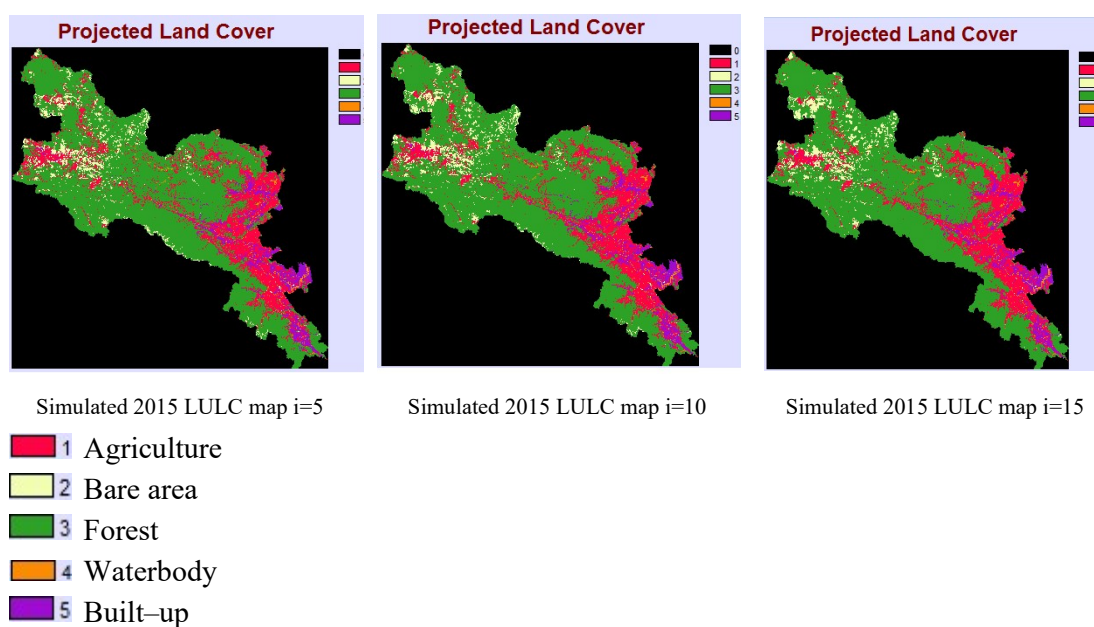 Projected Land Cover
Projected Land Cover
Projected Land Cover
0
1
2
3
4
5
Simulated 2015 LULC map i=5
Simulated 2015 LULC map i=10
Simulated 2015 LULC map i=15
1 Agriculture
2 Bare area
3 Forest
4 Waterbody
5 Built–up